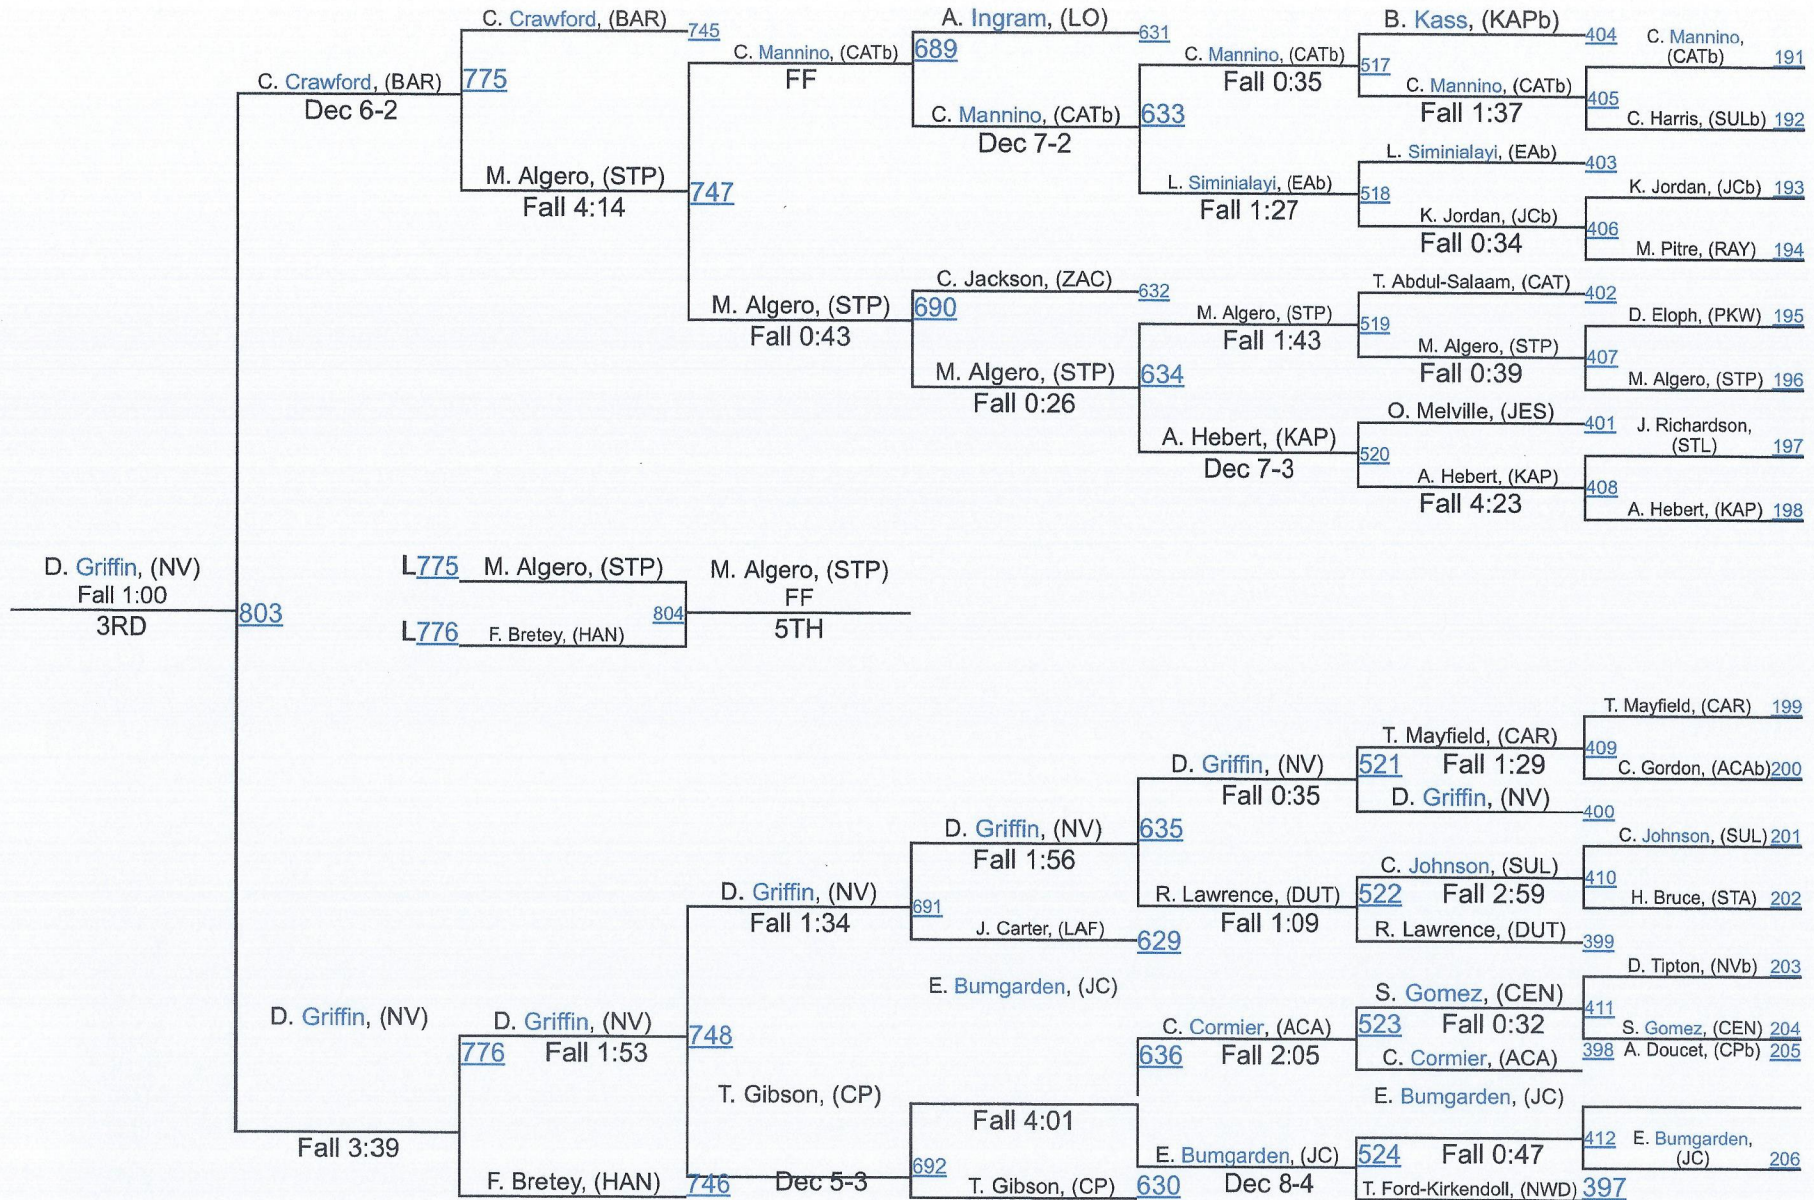 C. Crawford, (BAR)
745
A. Ingram, (LO)
631
B. Kass, (KAPb)
404
C. Mannino,
(CATb)
191
C. Mannino, (CATb)
FF
689
C. Mannino, (CATb)
Fall 0:35
517
C. Crawford, (BAR)
Dec 6-2
775
C. Mannino, (CATb)
Fall 1:37
405
C. Harris, (SULb)
192
C. Mannino, (CATb)
Dec 7-2
633
L. Siminialayi, (EAb)
403
M. Algero, (STP)
Fall 4:14
747
L. Siminialayi, (EAb)
Fall 1:27
518
K. Jordan, (JCb)
193
K. Jordan, (JCb)
Fall 0:34
406
M. Pitre, (RAY)
194
C. Jackson, (ZAC)
632
T. Abdul-Salaam, (CAT)
402
M. Algero, (STP)
Fall 0:43
690
M. Algero, (STP)
Fall 1:43
519
D. Eloph, (PKW)
195
M. Algero, (STP)
Fall 0:39
407
M. Algero, (STP)
196
M. Algero, (STP)
Fall 0:26
634
O. Melville, (JES)
401
J. Richardson,
(STL)
197
A. Hebert, (KAP)
Dec 7-3
520
A. Hebert, (KAP)
Fall 4:23
408
A. Hebert, (KAP)
198
D. Griffin, (NV)
Fall 1:00
3RD
803
L775
M. Algero, (STP)
L776
F. Bretey, (HAN)
804
M. Algero, (STP)
FF
5TH
T. Mayfield, (CAR)
199
T. Mayfield, (CAR)
409
521
Fall 1:29
C. Gordon, (ACAb)
200
D. Griffin, (NV)
Fall 0:35
D. Griffin, (NV)
400
D. Griffin, (NV)
Fall 1:56
635
C. Johnson, (SUL)
201
C. Johnson, (SUL)
410
522
Fall 2:59
H. Bruce, (STA)
202
D. Griffin, (NV)
Fall 1:34
691
R. Lawrence, (DUT)
Fall 1:09
R. Lawrence, (DUT)
399
J. Carter, (LAF)
629
D. Tipton, (NVb)
203
E. Bumgarden, (JC)
S. Gomez, (CEN)
411
523
Fall 0:32
S. Gomez, (CEN)
204
D. Griffin, (NV)
D. Griffin, (NV)
776
Fall 1:53
748
C. Cormier, (ACA)
636
Fall 2:05
C. Cormier, (ACA)
398
A. Doucet, (CPb)
205
T. Gibson, (CP)
E. Bumgarden, (JC)
Fall 4:01
Fall 3:39
E. Bumgarden, (JC)
Dec 8-4
524
Fall 0:47
412
E. Bumgarden,
(JC)
206
F. Bretey, (HAN)
746
Dec 5-3
692
T. Gibson, (CP)
630
T. Ford-Kirkendoll, (NWD)
397